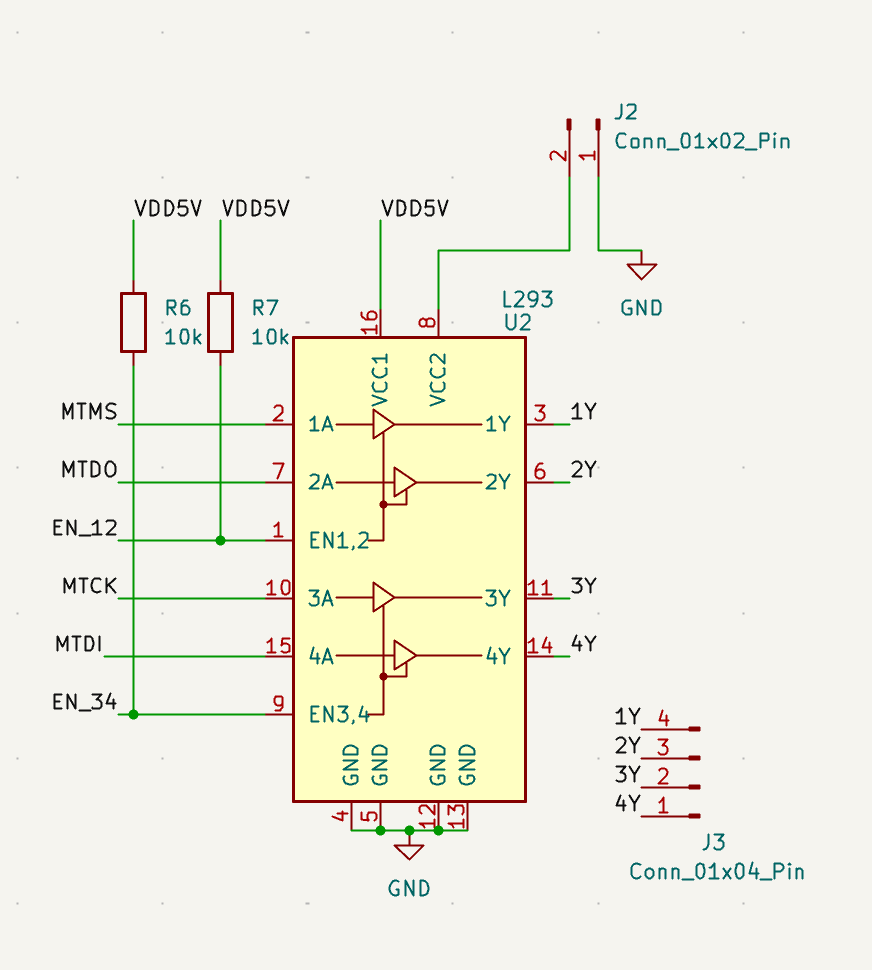 J2
Conn_01x02_Pin
2
1
VDD5V
VDD5V
VDD5V
GND
L293
U2
R6
10k
R7
10k
16
8
VCC1
VCC2
MTMS
2
1A
1Y
3
1Y
MTDO
7
2A
2Y
6
2Y
EN_12
1
EN1,2
MTCK
10
3A
3Y
11
3Y
MTDI
15
4A
4Y
14
4Y
EN_34
9
EN3,4
GND
GND
GND
GND
4
5
12
13
GND
1Y
4
2Y
3
3Y
2
4Y
1
J3
Conn_01x04_Pin